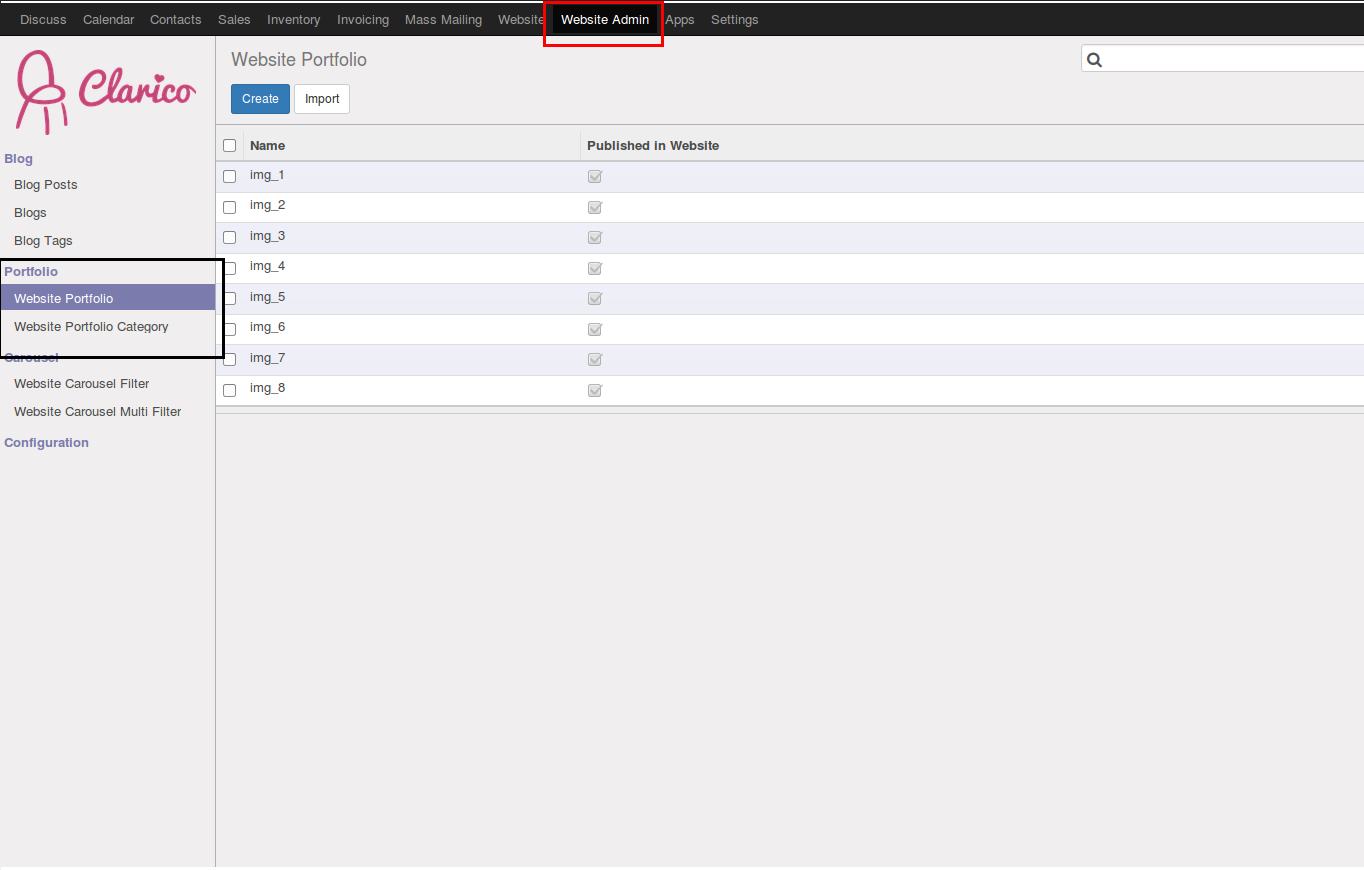 Discuss Calendar Contacts Sales Inventory Invoicing Mass Mailing Website Website Admin Apps Settings
Clarico
Website Portfolio
Create Import
Name Published in Website
Blog
Blog Posts
Blogs
Blog Tags
Portfolio
Website Portfolio
Website Portfolio Category
Carousel
Website Carousel Filter
Website Carousel Multi Filter
Configuration
img_1
img_2
img_3
img_4
img_5
img_6
img_7
img_8